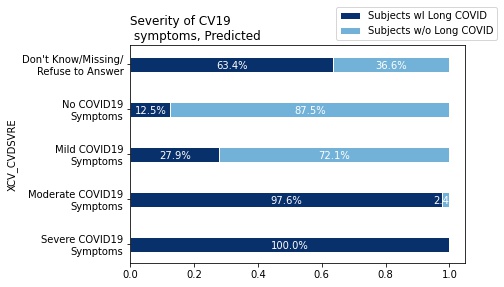 Severity of CV19
symptoms, Predicted
Subjects wl Long COVID
Subjects w/o Long COVID
XCV_CVDSVRE
Don't Know/Missing/
Refuse to Answer
63.4% 36.6%
No COVID19
Symptoms
12.5% 87.5%
Mild COVID19
Symptoms
27.9% 72.1%
Moderate COVID19
Symptoms
97.6% 2.4
Severe COVID19
Symptoms
100.0%
0.0 0.2 0.4 0.6 0.8 1.0